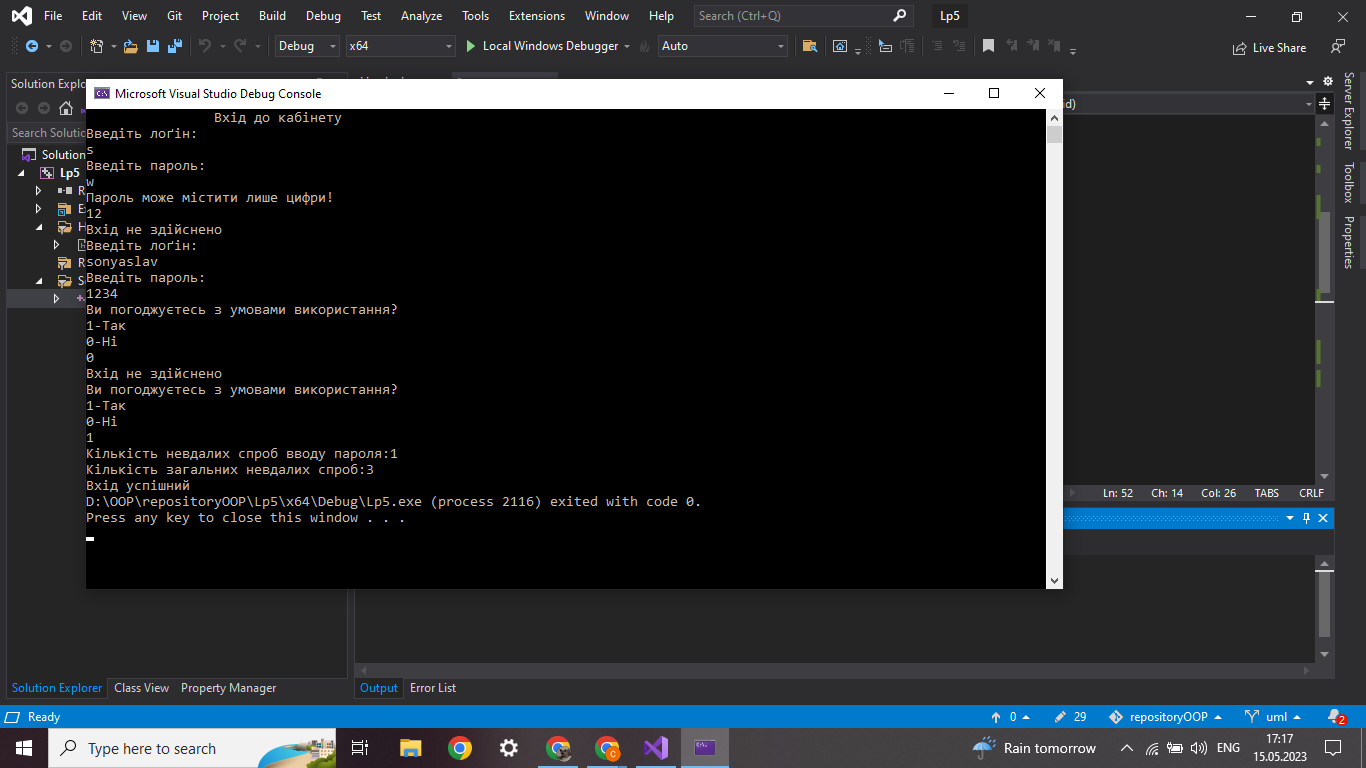 File Edit View Git Project Build Debug Test Analyze Tools Extensions Window Help Search (Ctrl+Q) Lp5
Debug x64 Local Windows Debugger Auto Live Share
Solution Explo
Search Solutio
Solution
Lp5
Microsoft Visual Studio Debug Console
Вхід до кабінету
Введіть лоґін:
s
Введіть пароль:
w
Пароль може містити лише цифри!
12
Вхід не здійснено
Введіть лоґін:
sonyaslav
Введіть пароль:
1234
Ви погоджуєтесь з умовами використання?
1-Так
0-Ні
0
Вхід не здійснено
Ви погоджуєтесь з умовами використання?
1-Так
0-Ні
1
Кількість невдалих спроб вводу пароля:1
Кількість загальних невдалих спроб:3
Вхід успішний
D:\OOP\repositoryOOP\Lp5\x64\Debug\Lp5.exe (process 2116) exited with code 0.
Press any key to close this window . . .
id)
Server Explorer
Toolbox
Properties
Ln: 52 Ch: 14 Col: 26 TABS CRLF
Solution Explorer Class View Property Manager
Output Error List
Ready 0 29 repositoryOOP uml 2
Type here to search Rain tomorrow ENG 17:17
15.05.2023